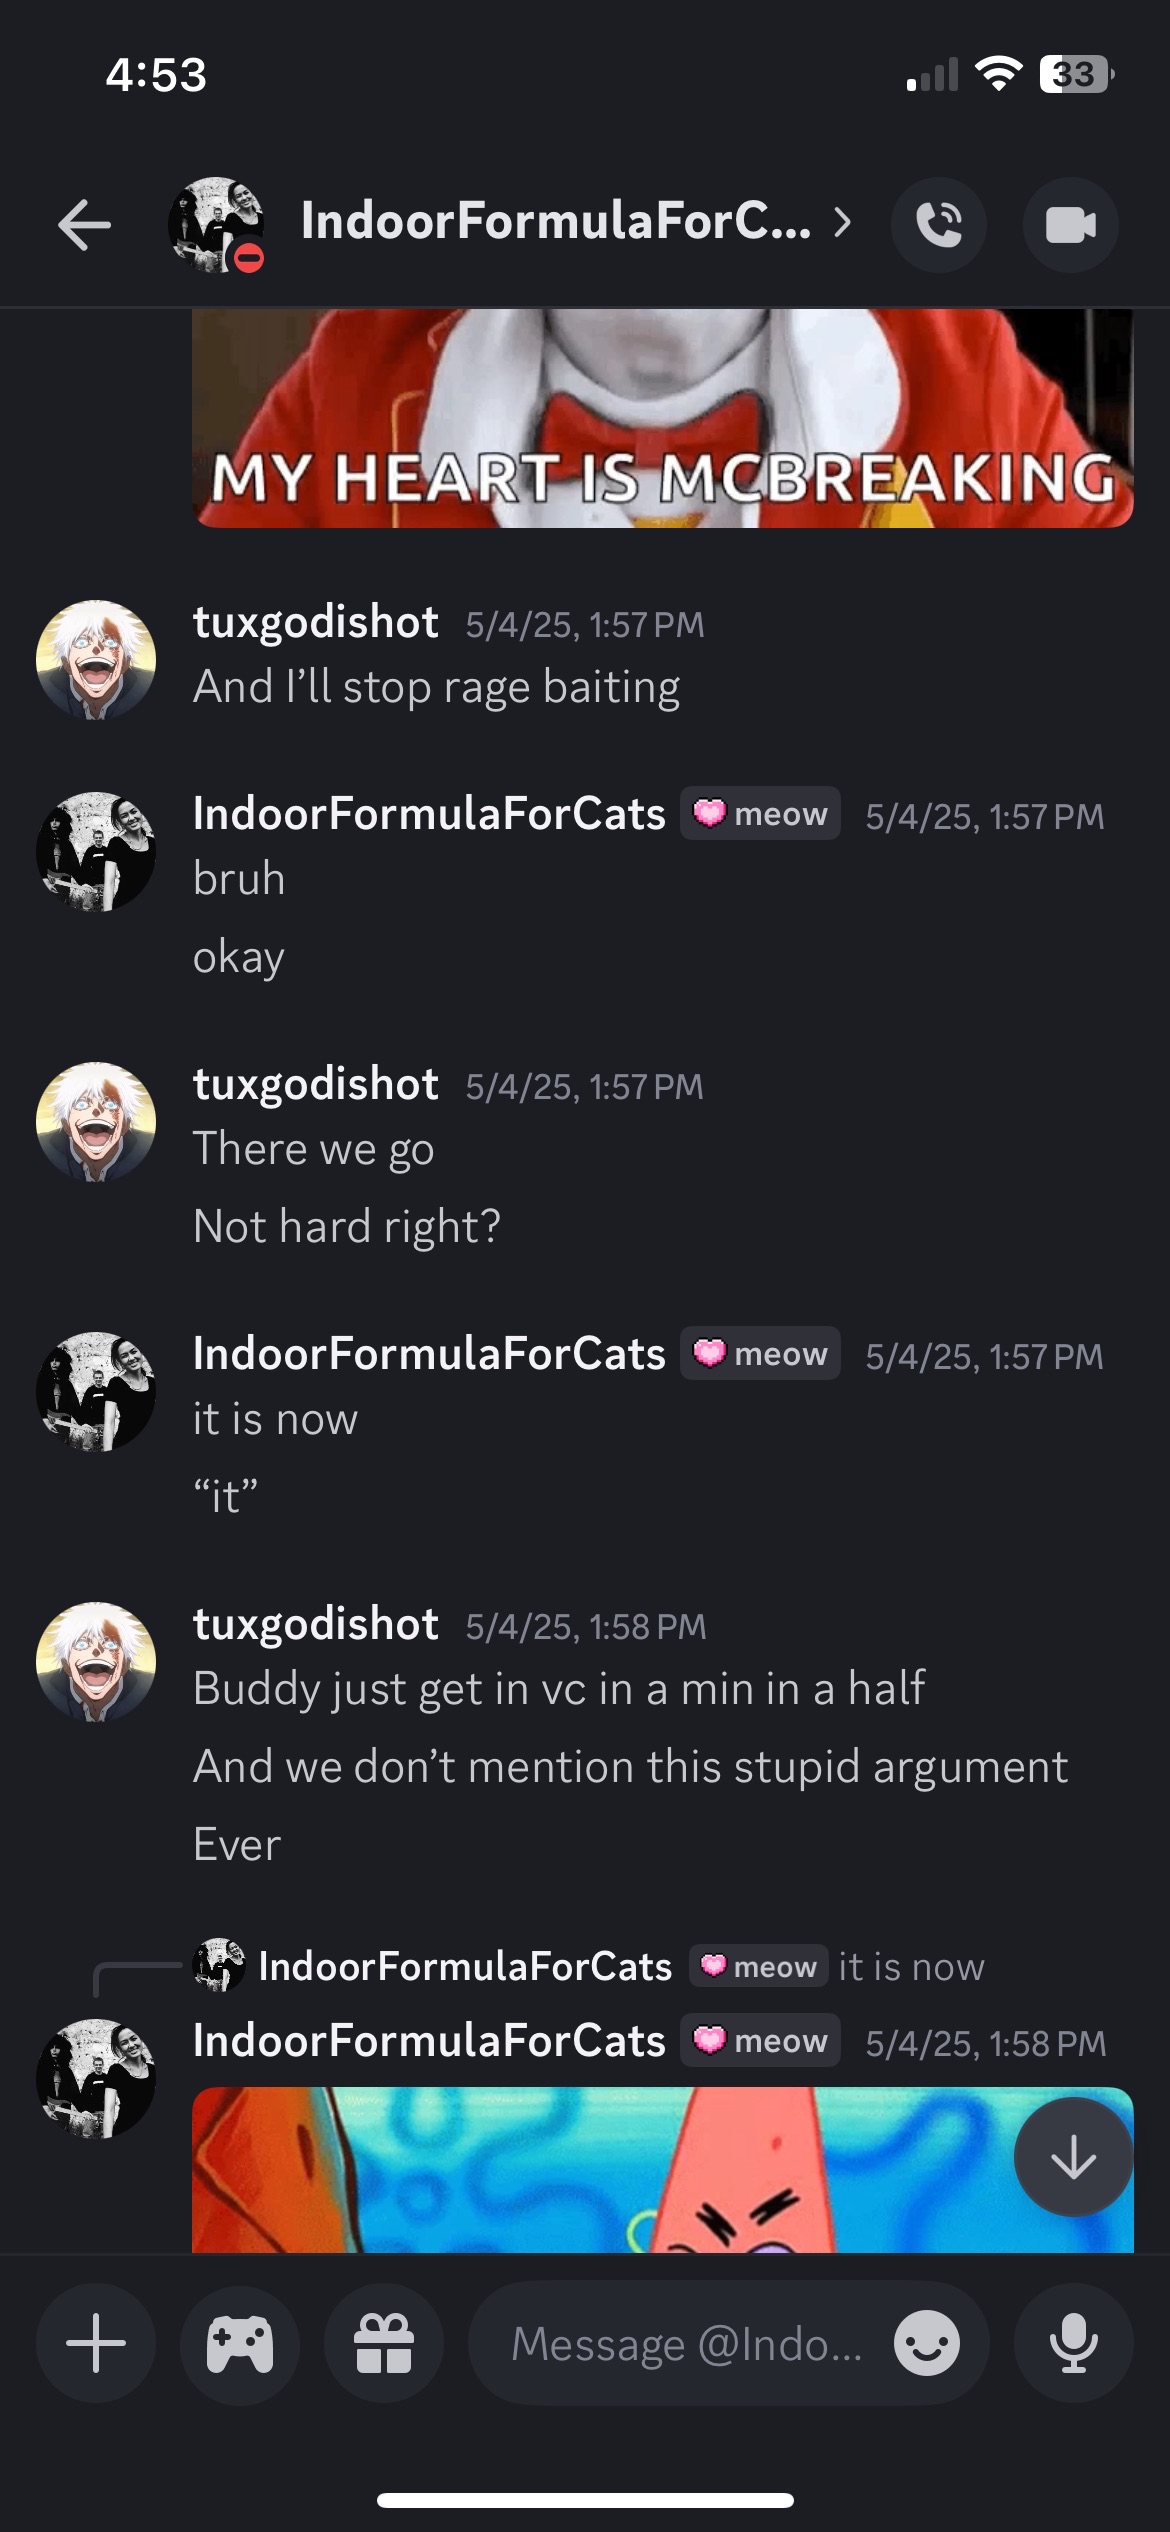 4:53
33
IndoorFormulaForC...
MY HEART IS MCBREAKING
tuxgodishot 5/4/25, 1:57 PM
And I’ll stop rage baiting
IndoorFormulaForCats meow 5/4/25, 1:57 PM
bruh
okay
tuxgodishot 5/4/25, 1:57 PM
There we go
Not hard right?
IndoorFormulaForCats meow 5/4/25, 1:57 PM
it is now
“it”
tuxgodishot 5/4/25, 1:58 PM
Buddy just get in vc in a min in a half
And we don’t mention this stupid argument
Ever
IndoorFormulaForCats meow it is now
IndoorFormulaForCats meow 5/4/25, 1:58 PM
Message @Indo...